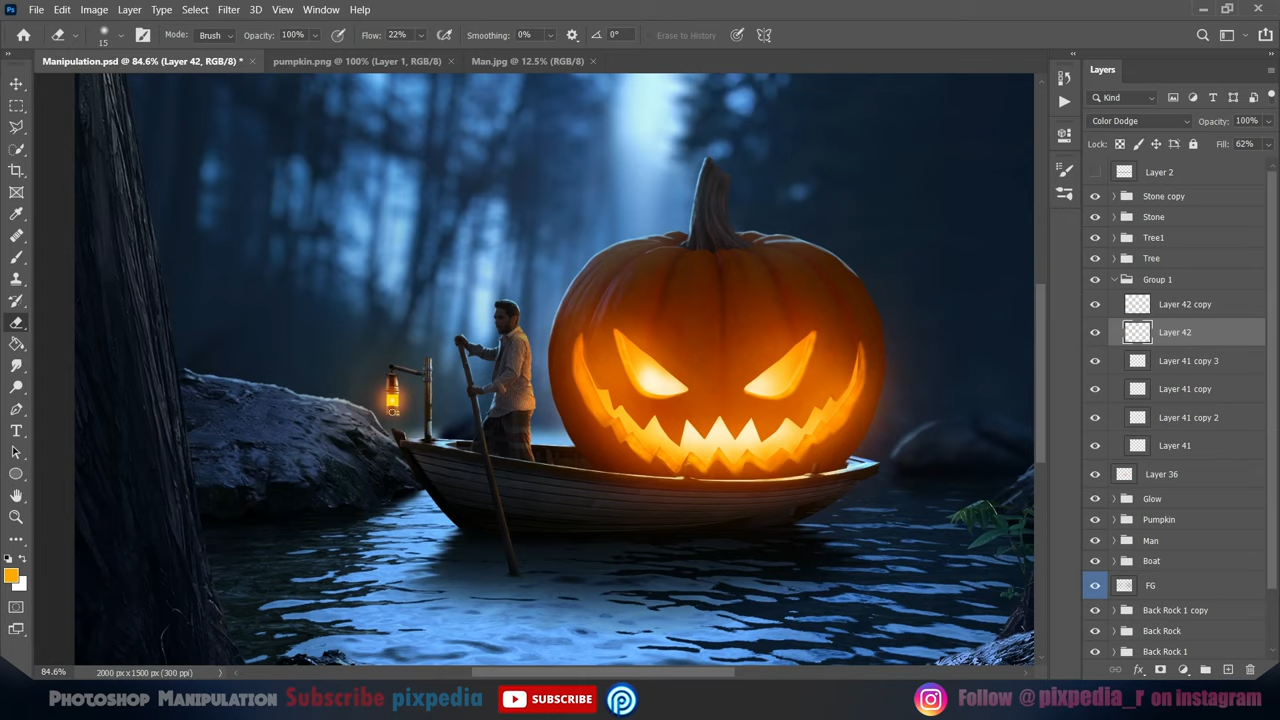 Ps File Edit Image Layer Type Select Filter 3D View Window Help
15 Mode: Brush Opacity: 100% Flow: 22% Smoothing: 0% 0° Erase to History
Manipulation.psd @ 84.6% (Layer 42, RGB/8) * pumpkin.png @ 100% (Layer 1, RGB/8) Man.jpg @ 12.5% (RGB/8)
Layers
Kind
Color Dodge Opacity: 100%
Lock: Fill: 62%
Layer 2
Stone copy
Stone
Tree1
Tree
Group 1
Layer 42 copy
Layer 42
Layer 41 copy 3
Layer 41 copy
Layer 41 copy 2
Layer 41
Layer 36
Glow
Pumpkin
Man
Boat
FG
Back Rock 1 copy
Back Rock
Back Rock 1
84.6% 2000 px x 1500 px (300 ppi)
Photoshop Manipulation Subscribe pixpedia SUBSCRIBE Follow @pixpedia_r on instagram